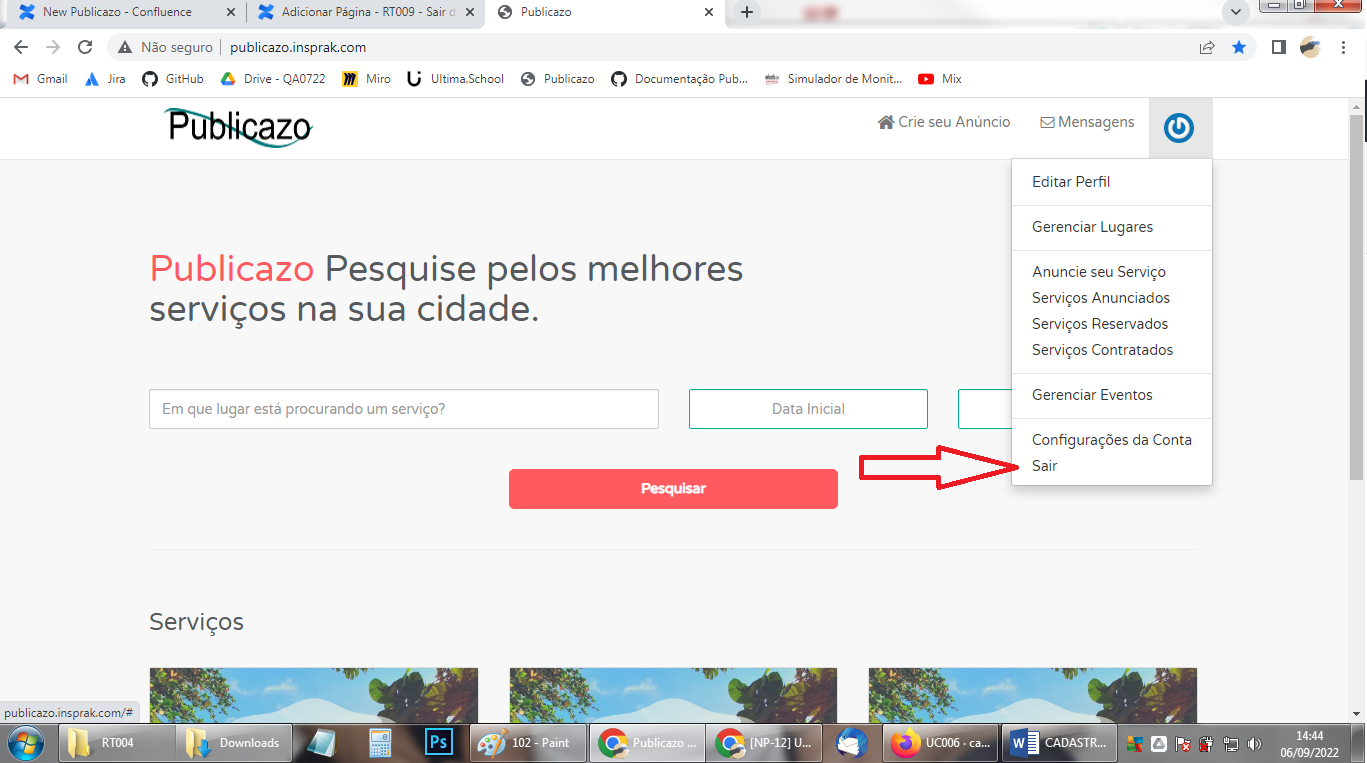 New Publicazo - Confluence
Adicionar Página - RT009 - Sair d
Publicazo
Não seguro
publicazo.insprak.com
Gmail
Jira
GitHub
Drive - QA0722
Miro
Ultima.School
Publicazo
Documentação Pub...
Simulador de Monit...
Mix
Publicazo
Crie seu Anúncio
Mensagens
Editar Perfil
Gerenciar Lugares
Anuncie seu Serviço
Serviços Anunciados
Serviços Reservados
Serviços Contratados
Gerenciar Eventos
Configurações da Conta
Sair
Publicazo Pesquise pelos melhores
serviços na sua cidade.
Em que lugar está procurando um serviço?
Data Inicial
Pesquisar
Serviços
publicazo.insprak.com/#
RT004
Downloads
Ps
102 - Paint
Publicazo ...
[NP-12] U...
UC006 · ca...
CADASTR...
14:44
06/09/2022